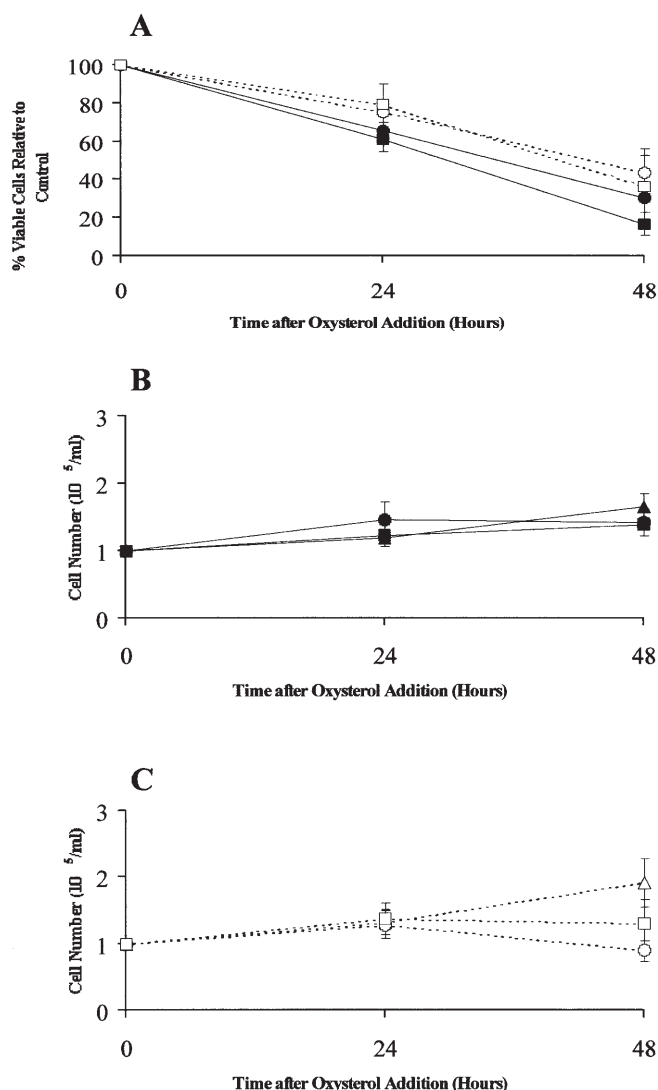 A
% Viable Cells Relative to
Control
100
80
60
40
20
0
0
24
48
Time after Oxysterol Addition (Hours)
B
Cell Number (10 5/ml)
3
2
1
0
0
24
48
Time after Oxysterol Addition (Hours)
C
Cell Number (10 5/ml)
3
2
1
0
0
24
48
Time after Oxysterol Addition (Hours)